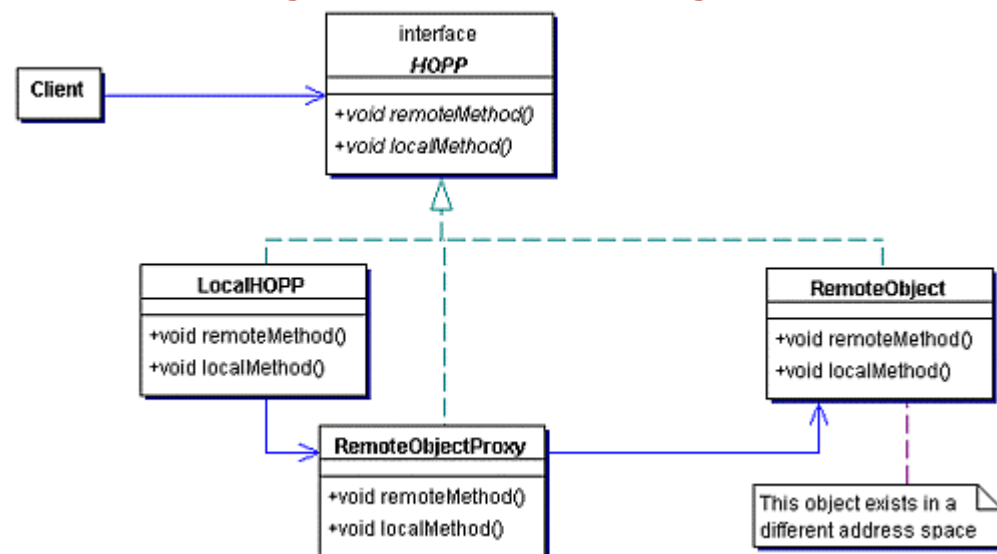 interface
HOPP
Client
+void remoteMethod()
+void localMethod()
LocalHOPP
+void remoteMethod()
+void localMethod()
RemoteObject
+void remoteMethod()
+void localMethod()
RemoteObjectProxy
+void remoteMethod()
+void localMethod()
This object exists in a
different address space